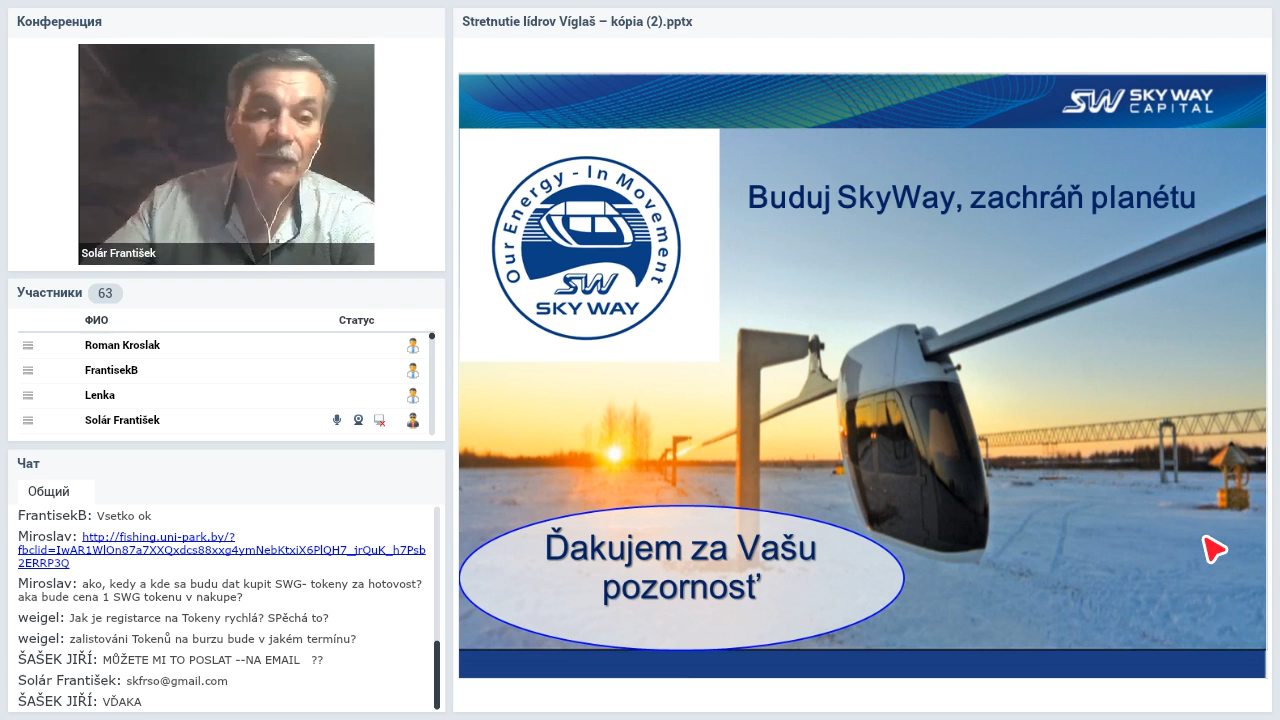 Конференция
Solár František
Участники 63
ФИО Статус
Roman Kroslak
FrantisekB
Lenka
Solár František
Чат
Общий
FrantisekB: Vsetko ok
Miroslav: http://fishing.uni-park.by/?
fbclid=IwAR1WlOn87a7XXQxdcs88xxg4ymNebKtxiX6PlQH7_jrQuK_h7Psb
2ERRP3Q
Miroslav: ako, kedy a kde sa budu dat kupit SWG- tokeny za hotovost?
aka bude cena 1 SWG tokenu v nakupe?
weigel: Jak je registarce na Tokeny rychlá? SPěchá to?
weigel: zalistováni Tokenů na burzu bude v jakém termínu?
ŠAŠEK JIŘÍ: MŮŽETE MI TO POSLAT --NA EMAIL ??
Solár František: skfrso@gmail.com
ŠAŠEK JIŘÍ: VĎAKA
Stretnutie lídrov Víglaš – kópia (2).pptx
SW SKY WAY
CAPITAL
Our Energy - In Movement
SW
SKY WAY
Buduj SkyWay, zachráň planétu
Ďakujem za Vašu
pozornosť